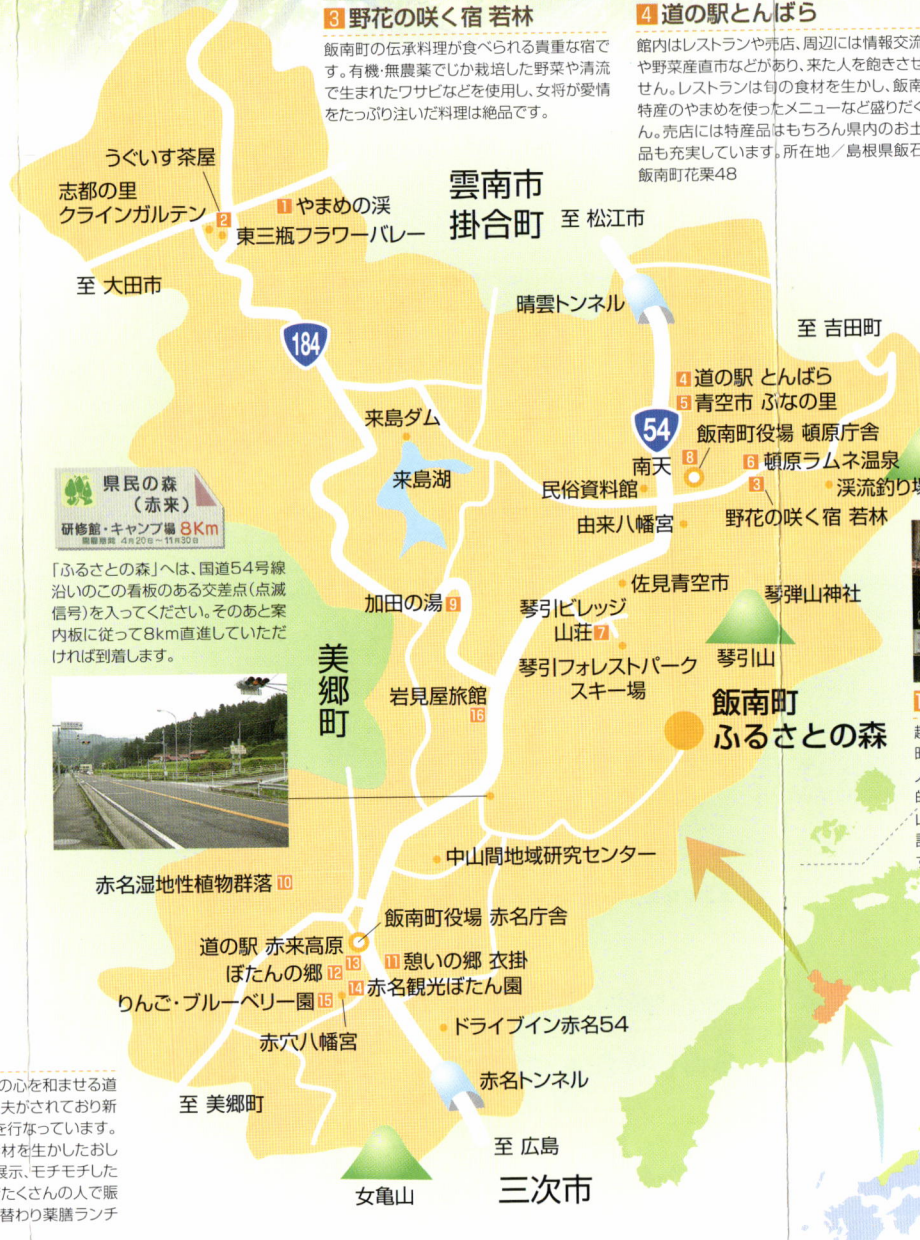 3 野花の咲く宿 若林
飯南町の伝承料理が食べられる貴重な宿で
す。有機・無農薬でじか栽培した野菜や清流
で生まれたワサビなどを使用し、女将が愛情
をたっぷり注いだ料理は絶品です。
4 道の駅とんばら
館内はレストランや売店、周辺には情報交流
や野菜産直市などがあり、来た人を飽きさせ
せん。レストランは旬の食材を生かし、飯南
特産のやまめを使ったメニューなど盛りだく
ん。売店には特産品はもちろん県内のお土
品も充実しています。所在地／島根県飯石
飯南町花栗48
うぐいす茶屋
志都の里
クラインガルテン
2
1 やまめの渓
東三瓶フラワーバレー
至 大田市
雲南市
掛合町
至 松江市
晴雲トンネル
至 吉田町
184
54
4 道の駅 とんばら
5 青空市 ぶなの里
飯南町役場 頓原庁舎
8
南天
6 頓原ラムネ温泉
民俗資料館
3
渓流釣り場
由来八幡宮
野花の咲く宿 若林
来島ダム
来島湖
県民の森
（赤来）
研修館・キャンプ場 8Km
開館期間 4月20日〜11月30日
「ふるさとの森」へは、国道54号線
沿いのこの看板のある交差点（点滅
信号）を入ってください。そのあと案
内板に従って8km直進していただ
ければ到着します。
加田の湯 9
佐見青空市
琴引ビレッジ
山荘 7
琴弾山神社
琴引山
琴引フォレストパーク
スキー場
美郷町
岩見屋旅館
16
飯南町
ふるさとの森
中山間地域研究センター
赤名湿地性植物群落 10
飯南町役場 赤名庁舎
道の駅 赤来高原
13
ぼたんの郷 12
11 憩いの郷 衣掛
14 赤名観光ぼたん園
りんご・ブルーベリー園 15
赤穴八幡宮
ドライブイン赤名54
赤名トンネル
至 美郷町
至 広島
三次市
女亀山
の心を和ませる道
夫がされており新
を行なっています。
材を生かしたおし
展示、モチモチした
たくさんの人で賑
替わり薬膳ランチ